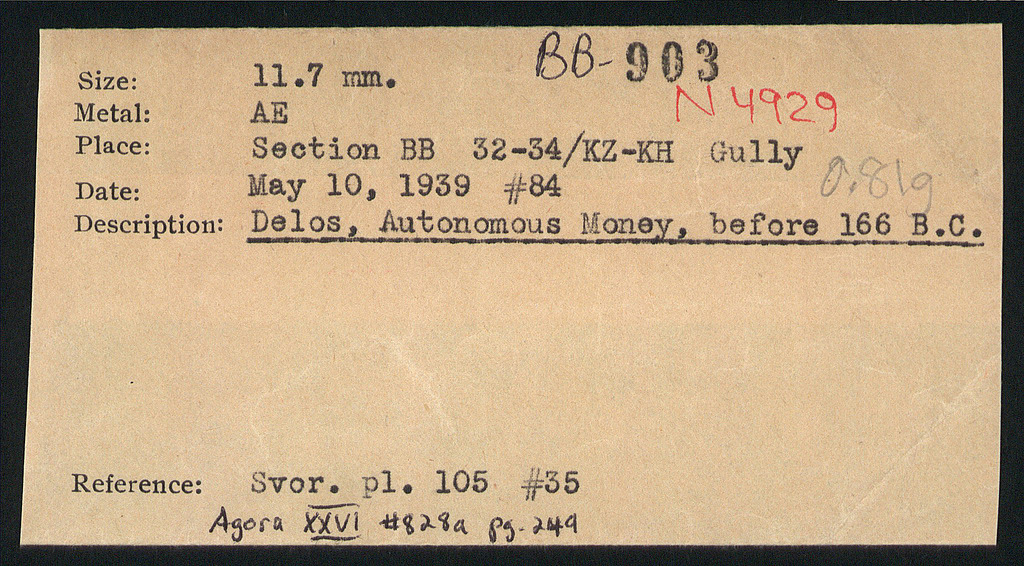 BB-903
Size: 11.7 mm.
N 4929
Metal: AE
Place: Section BB 32-34/KZ-KH Gully
0.81g
Date: May 10, 1939 #84
Description: Delos, Autonomous Money, before 166 B.C.
Reference: Svor. pl. 105 #35
Agora XXVI #828a pg. 249